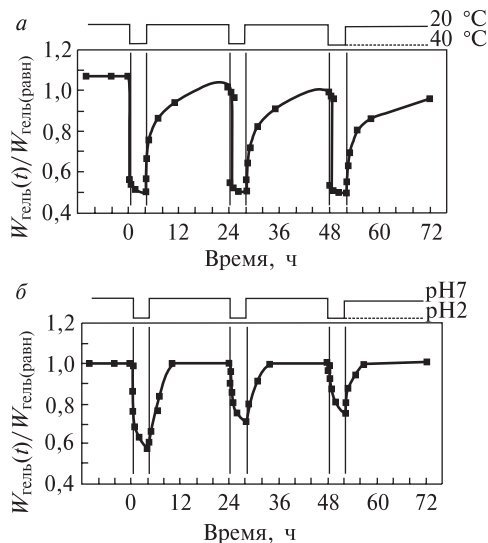 а
20 °C
40 °C
Wгель(t)/Wгель(равн)
1,2
1,0
0,8
0,6
0,4
0 12 24 36 48 60 72
Время, ч
б
pH7
pH2
Wгель(t)/Wгель(равн)
1,2
1,0
0,8
0,6
0,4
0 12 24 36 48 60 72
Время, ч